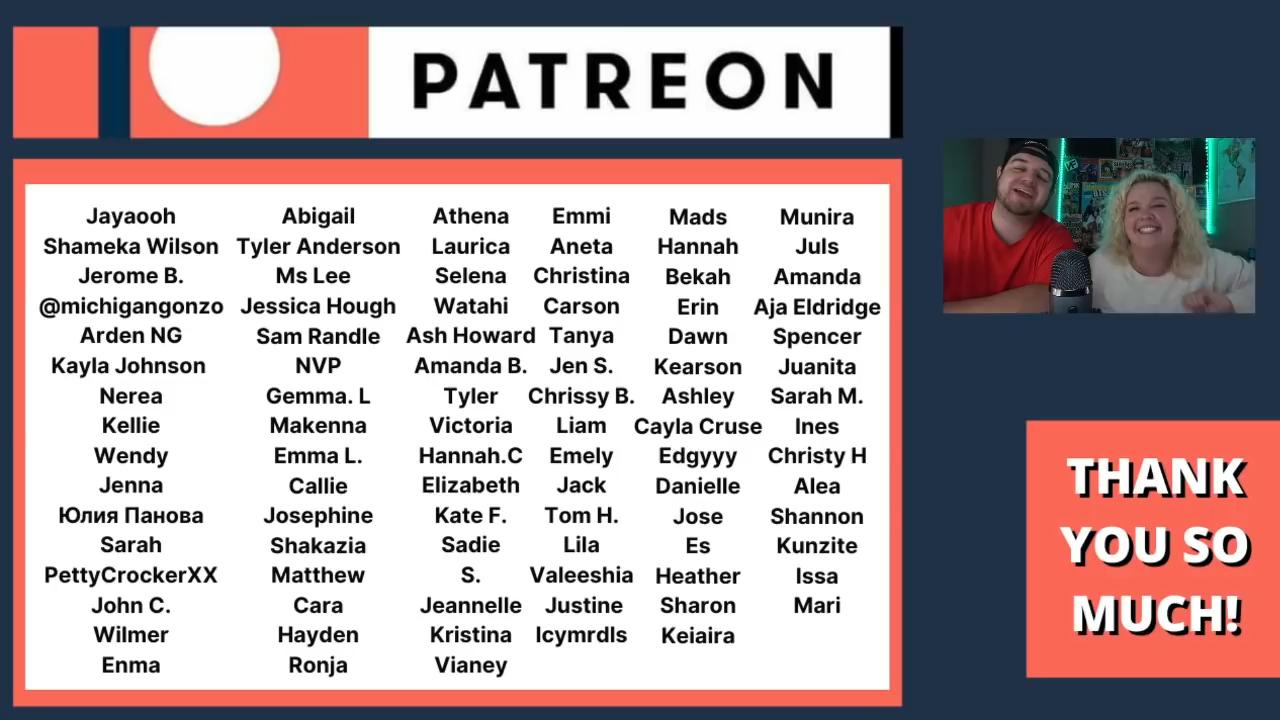 PATREON
Jayaooh
Shameka Wilson
Jerome B.
@michigangonzo
Arden NG
Kayla Johnson
Nerea
Kellie
Wendy
Jenna
Юлия Панова
Sarah
PettyCrockerXX
John C.
Wilmer
Enma
Abigail
Tyler Anderson
Ms Lee
Jessica Hough
Sam Randle
NVP
Gemma. L
Makenna
Emma L.
Callie
Josephine
Shakazia
Matthew
Cara
Hayden
Ronja
Athena
Laurica
Selena
Watahi
Ash Howard
Amanda B.
Tyler
Victoria
Hannah.C
Elizabeth
Kate F.
Sadie
S.
Jeannelle
Kristina
Vianey
Emmi
Aneta
Christina
Carson
Tanya
Jen S.
Chrissy B.
Liam
Emely
Jack
Tom H.
Lila
Valeeshia
Justine
Icymrdls
Mads
Hannah
Bekah
Erin
Dawn
Kearson
Ashley
Cayla Cruse
Edgyyy
Danielle
Jose
Es
Heather
Sharon
Keiaira
Munira
Juls
Amanda
Aja Eldridge
Spencer
Juanita
Sarah M.
Ines
Christy H
Alea
Shannon
Kunzite
Issa
Mari
THANK
YOU SO
MUCH!